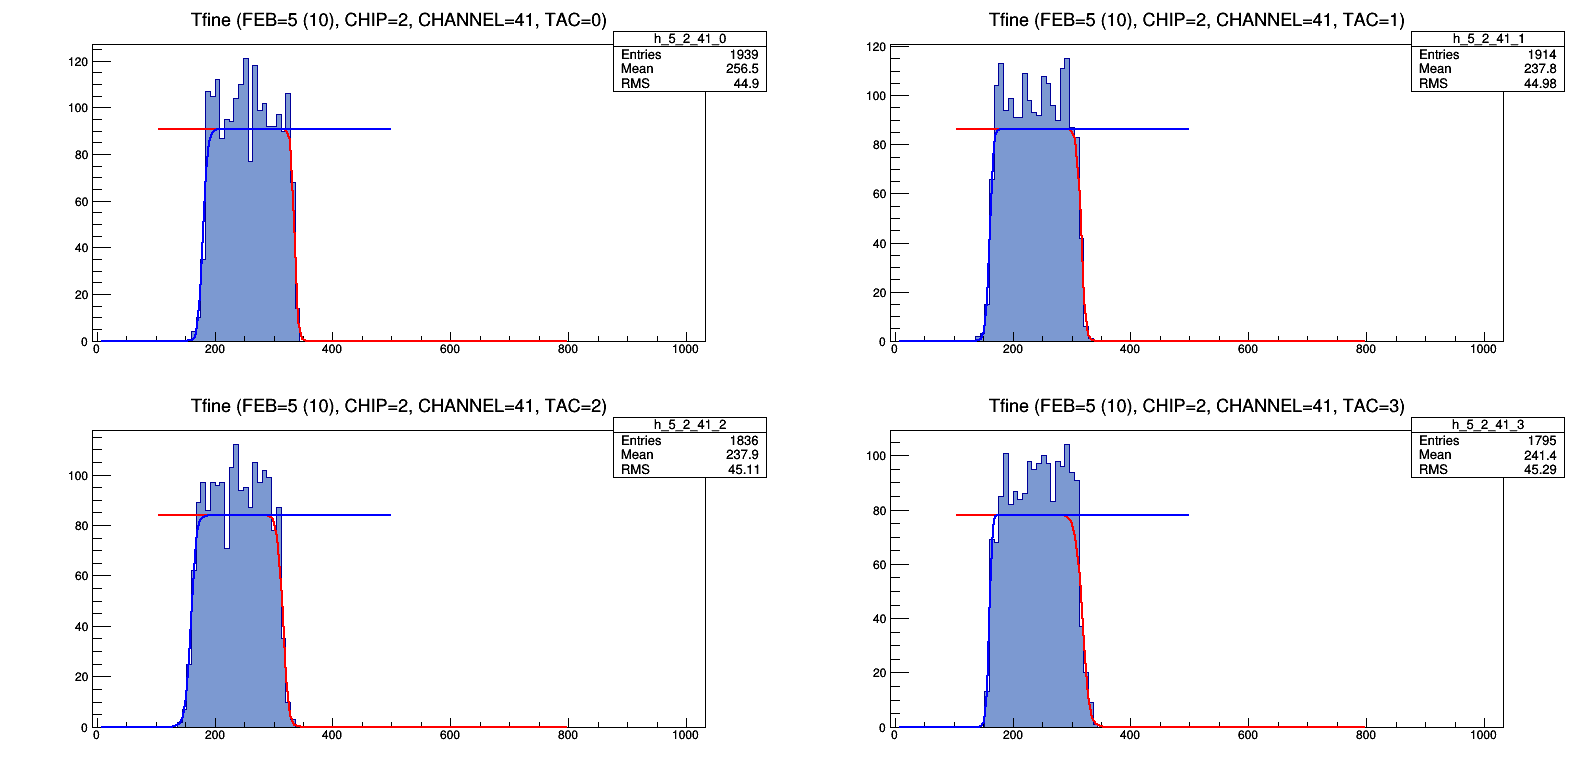 Tfine (FEB=5 (10), CHIP=2, CHANNEL=41, TAC=0)
h_5_2_41_0
Entries 1939
Mean 256.5
RMS 44.9
120
100
80
60
40
20
0
0 200 400 600 800 1000
Tfine (FEB=5 (10), CHIP=2, CHANNEL=41, TAC=1)
h_5_2_41_1
Entries 1914
Mean 237.8
RMS 44.98
120
100
80
60
40
20
0
0 200 400 600 800 1000
Tfine (FEB=5 (10), CHIP=2, CHANNEL=41, TAC=2)
h_5_2_41_2
Entries 1836
Mean 237.9
RMS 45.11
100
80
60
40
20
0
0 200 400 600 800 1000
Tfine (FEB=5 (10), CHIP=2, CHANNEL=41, TAC=3)
h_5_2_41_3
Entries 1795
Mean 241.4
RMS 45.29
100
80
60
40
20
0
0 200 400 600 800 1000